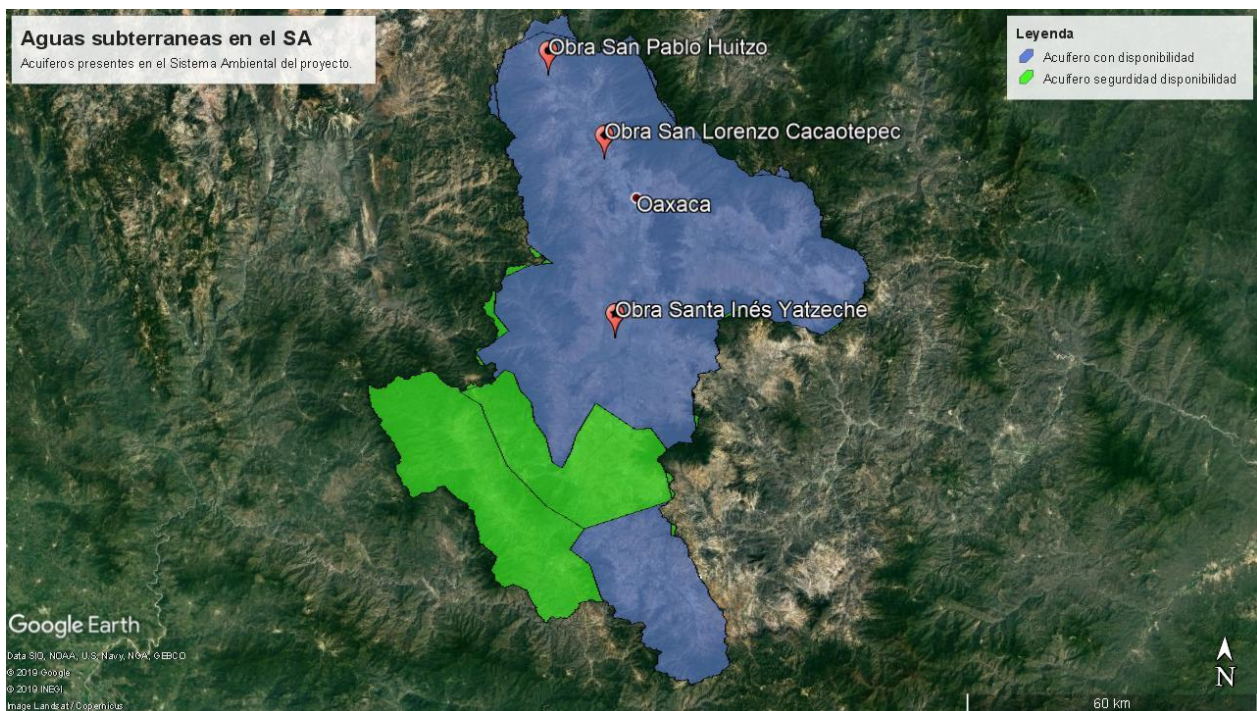 Aguas subterraneas en el SA
Acuiferos presentes en el Sistema Ambiental del proyecto.
Leyenda
Acuifero con disponibilidad
Acuifero segurdidad disponibilidad
Obra San Pablo Huitzo
Obra San Lorenzo Cacaotepec
Oaxaca
Obra Santa Inés Yatzeche
Google Earth
Data SIO, NOAA, U.S. Navy, NGA, GEBCO
© 2019 Google
© 2019 INEGI
Image Landsat / Copernicus
N
60 km